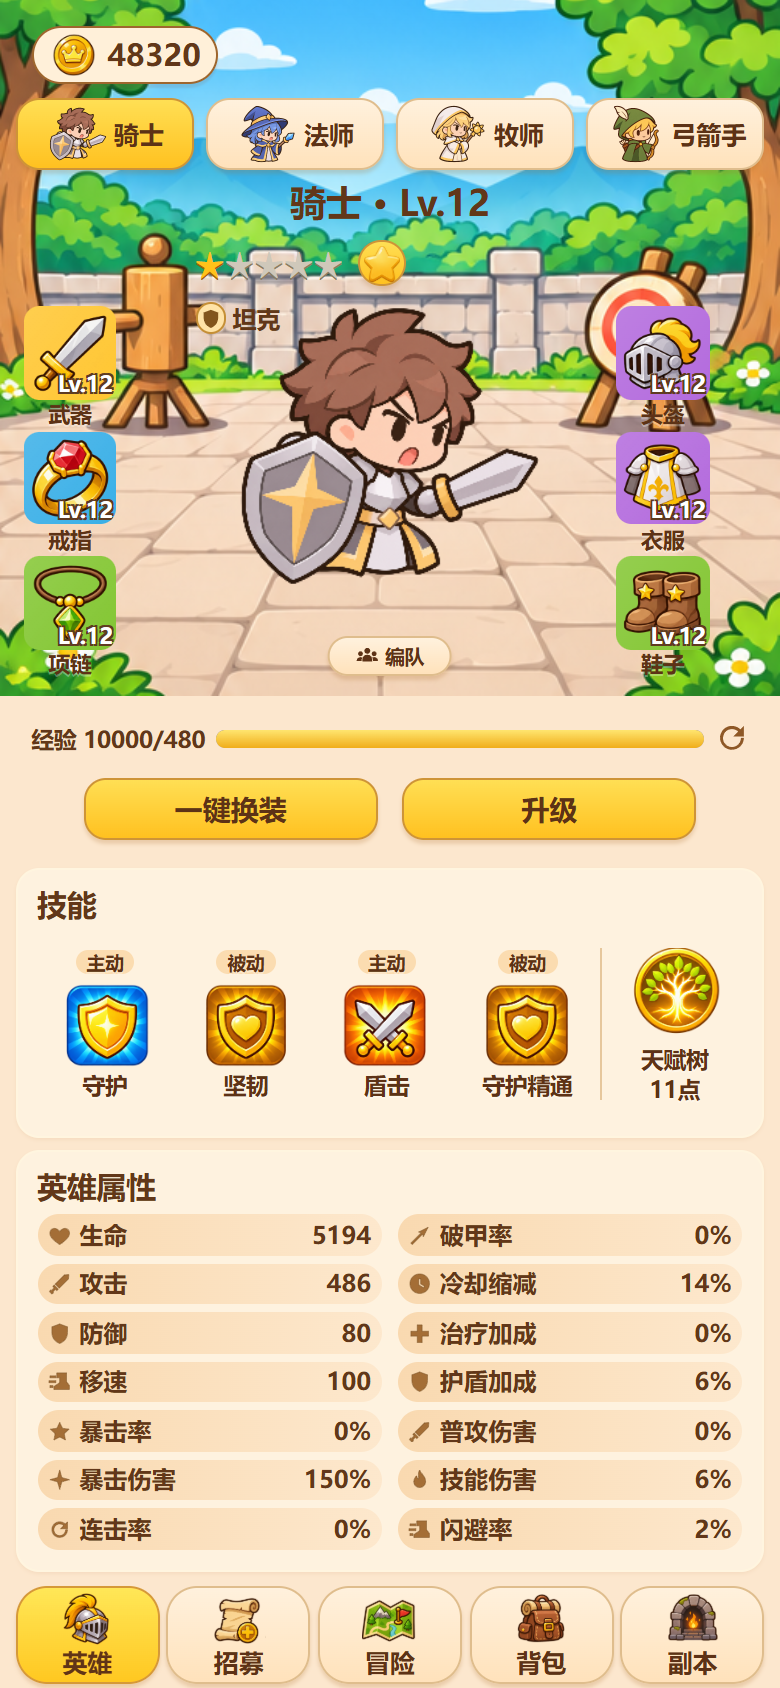 48320
骑士
法师
牧师
弓箭手
骑士 • Lv.12
坦克
Lv.12
武器
Lv.12
头盔
Lv.12
戒指
Lv.12
衣服
Lv.12
项链
Lv.12
鞋子
编队
经验 10000/480
一键换装
升级
技能
主动
守护
被动
坚韧
主动
盾击
被动
守护精通
天赋树
11点
英雄属性
生命 5194
破甲率 0%
攻击 486
冷却缩减 14%
防御 80
治疗加成 0%
移速 100
护盾加成 6%
暴击率 0%
普攻伤害 0%
暴击伤害 150%
技能伤害 6%
连击率 0%
闪避率 2%
英雄
招募
冒险
背包
副本